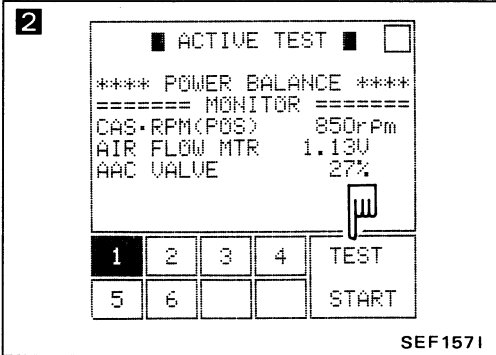 2
■ ACTIVE TEST ■
**** POWER BALANCE ****
======= MONITOR =======
CAS•RPM(POS) 850rpm
AIR FLOW MTR 1.13V
AAC VALVE 27%
1 2 3 4 TEST
5 6 START
SEF157I